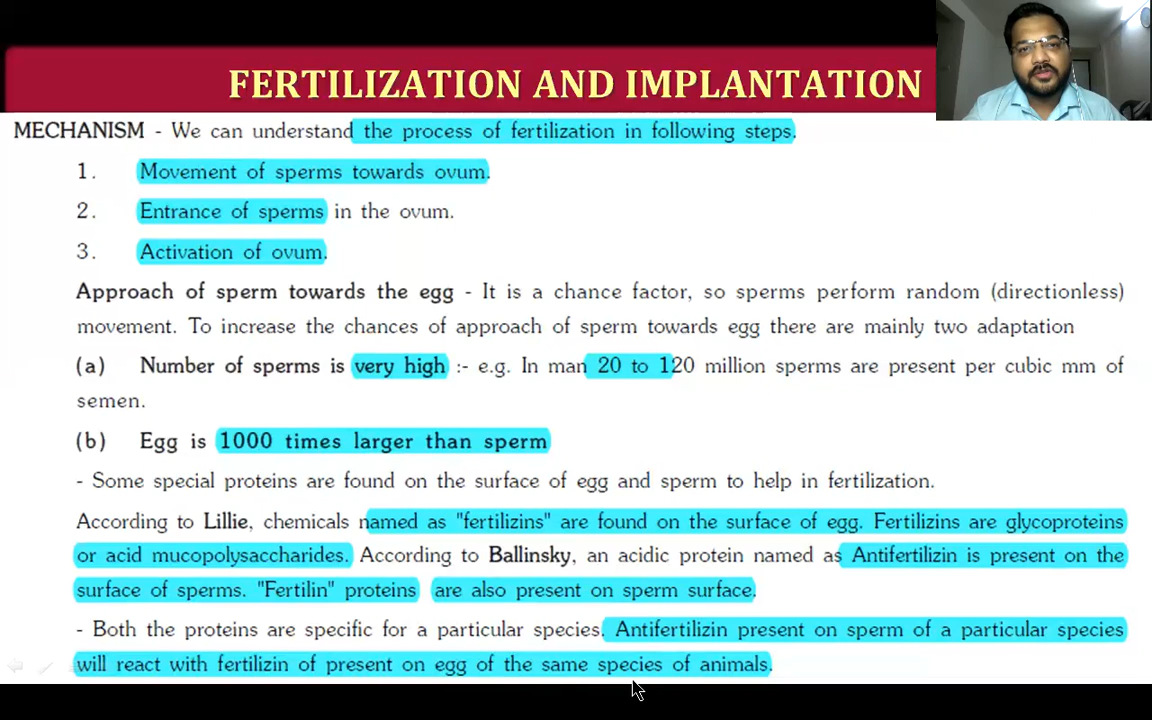 FERTILIZATION AND IMPLANTATION
MECHANISM - We can understand the process of fertilization in following steps.
1. Movement of sperms towards ovum.
2. Entrance of sperms in the ovum.
3. Activation of ovum.
Approach of sperm towards the egg - It is a chance factor, so sperms perform random (directionless)
movement. To increase the chances of approach of sperm towards egg there are mainly two adaptation
(a) Number of sperms is very high :- e.g. In man 20 to 120 million sperms are present per cubic mm of
semen.
(b) Egg is 1000 times larger than sperm
- Some special proteins are found on the surface of egg and sperm to help in fertilization.
According to Lillie, chemicals named as "fertilizins" are found on the surface of egg. Fertilizins are glycoproteins
or acid mucopolysaccharides. According to Ballinsky, an acidic protein named as Antifertilizin is present on the
surface of sperms. "Fertilin" proteins are also present on sperm surface.
- Both the proteins are specific for a particular species. Antifertilizin present on sperm of a particular species
will react with fertilizin of present on egg of the same species of animals.